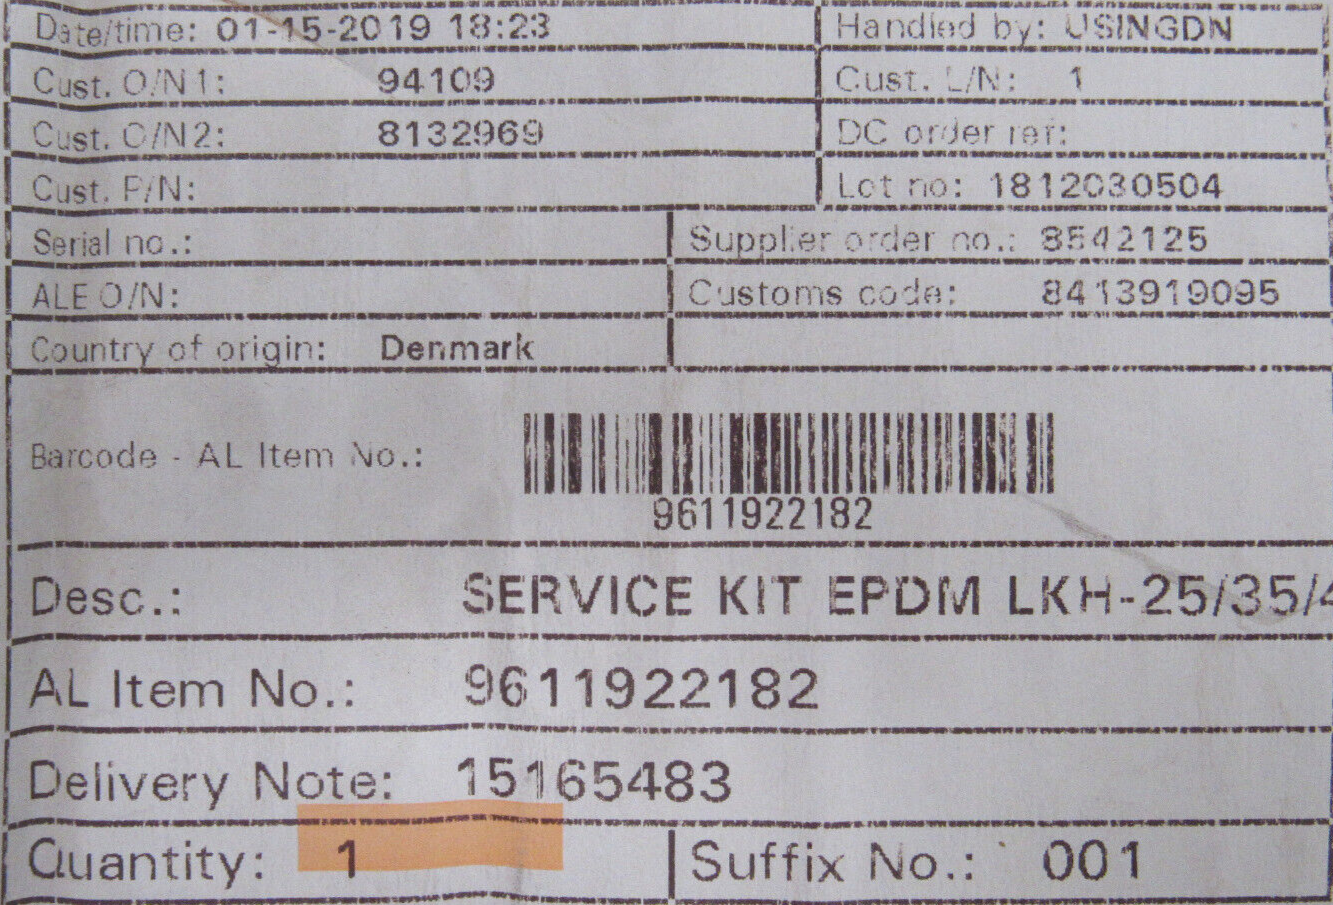 Date/time: 01-15-2019 18:23 Handled by: USINGDN
Cust. O/N1: 94109 Cust. L/N: 1
Cust. O/N2: 8132969 DC order ref:
Cust. P/N: Lot no: 1812030504
Serial no.: Supplier order no.: 8542125
ALE O/N: Customs code: 8413919095
Country of origin: Denmark
Barcode - AL Item No.:
9611922182
Desc.: SERVICE KIT EPDM LKH-25/35/4
AL Item No.: 9611922182
Delivery Note: 15165483
Quantity: 1 Suffix No.: 001